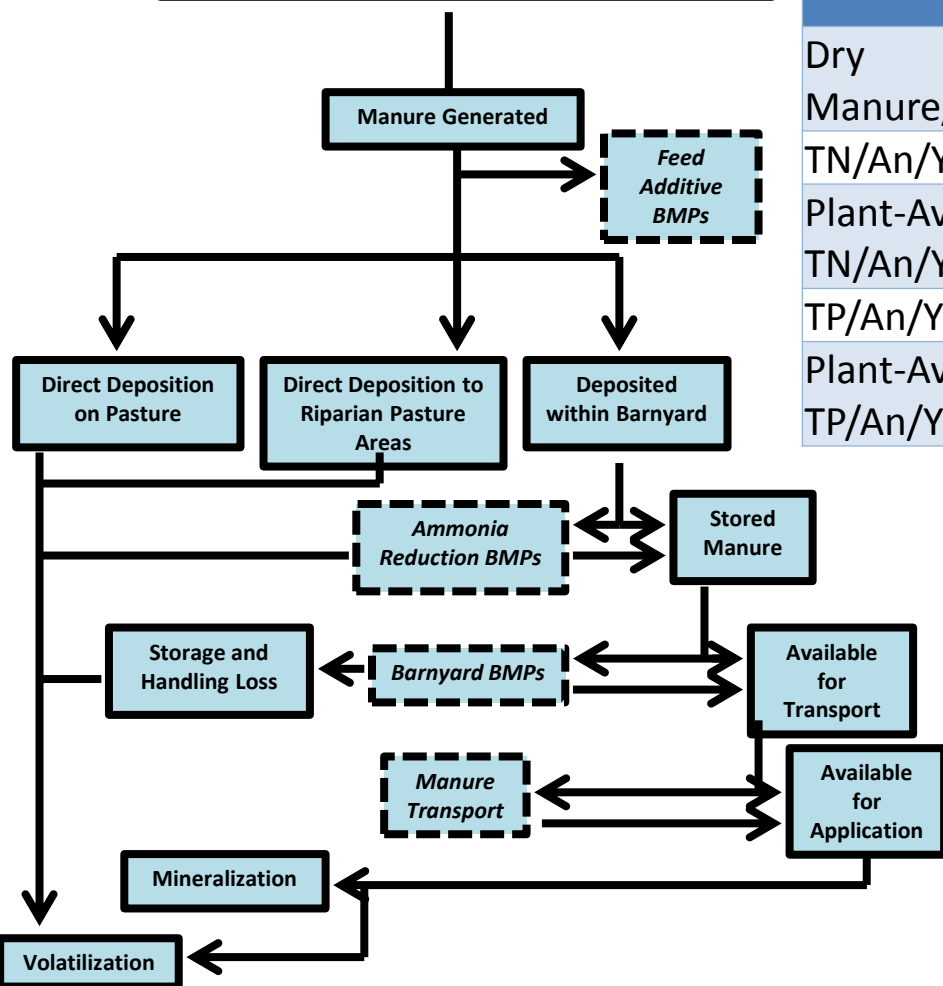 Manure Generated
Feed
Additive
BMPs
Direct Deposition
on Pasture
Direct Deposition to
Riparian Pasture
Areas
Deposited
within Barnyard
Ammonia
Reduction BMPs
Stored
Manure
Storage and
Handling Loss
Barnyard BMPs
Available
for
Transport
Manure
Transport
Available
for
Application
Mineralization
Volatilization
Dry
Manure/
TN/An/Y
Plant-Av
TN/An/Y
TP/An/Y
Plant-Av
TP/An/Y